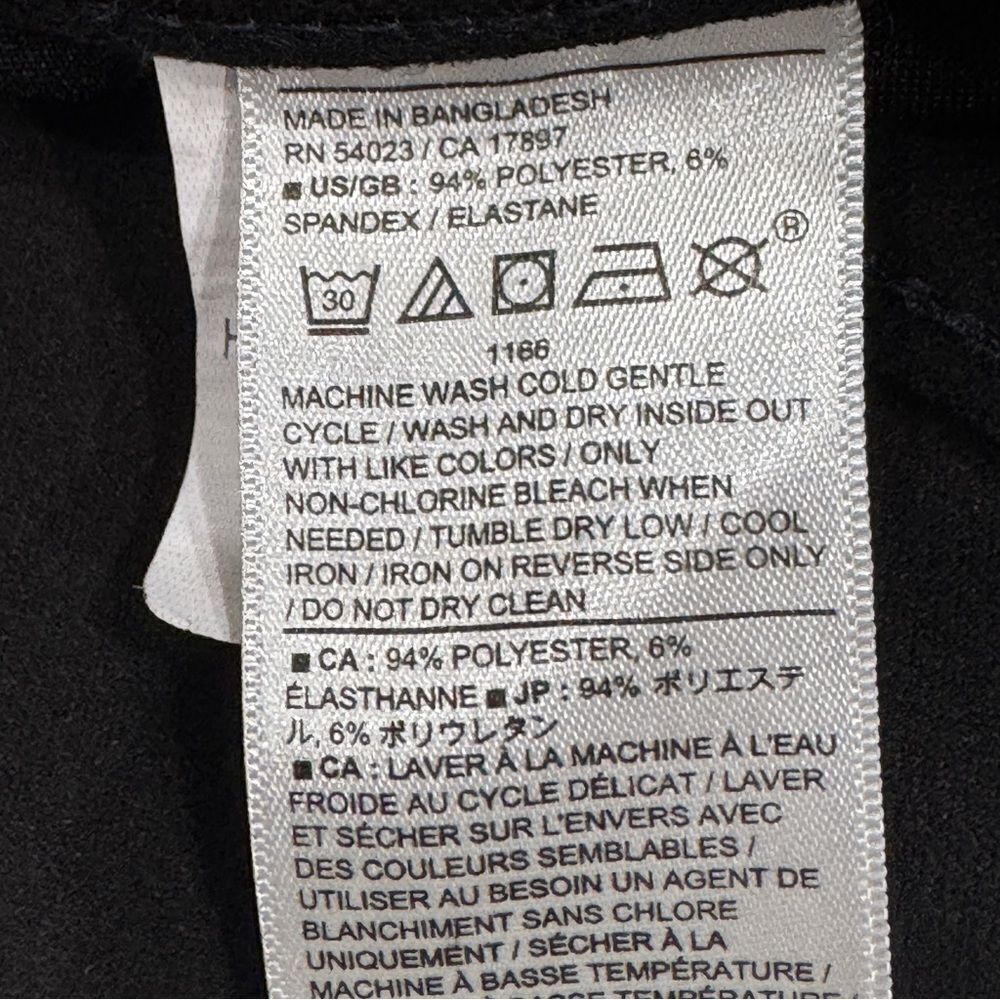 MADE IN BANGLADESH
RN 54023 / CA 17897
■ US/GB : 94% POLYESTER, 6%
SPANDEX / ELASTANE
30
®
1166
MACHINE WASH COLD GENTLE
CYCLE / WASH AND DRY INSIDE OUT
WITH LIKE COLORS / ONLY
NON-CHLORINE BLEACH WHEN
NEEDED / TUMBLE DRY LOW / COOL
IRON / IRON ON REVERSE SIDE ONLY
/ DO NOT DRY CLEAN
■ CA : 94% POLYESTER, 6%
ÉLASTHANNE ■ JP : 94% ポリエステ
ル, 6% ポリウレタン
■ CA : LAVER À LA MACHINE À L'EAU
FROIDE AU CYCLE DÉLICAT / LAVER
ET SÉCHER SUR L'ENVERS AVEC
DES COULEURS SEMBLABLES /
UTILISER AU BESOIN UN AGENT DE
BLANCHIMENT SANS CHLORE
UNIQUEMENT / SÉCHER À LA
MACHINE À BASSE TEMPÉRATURE /
À BASSE TEMPÉRATURE